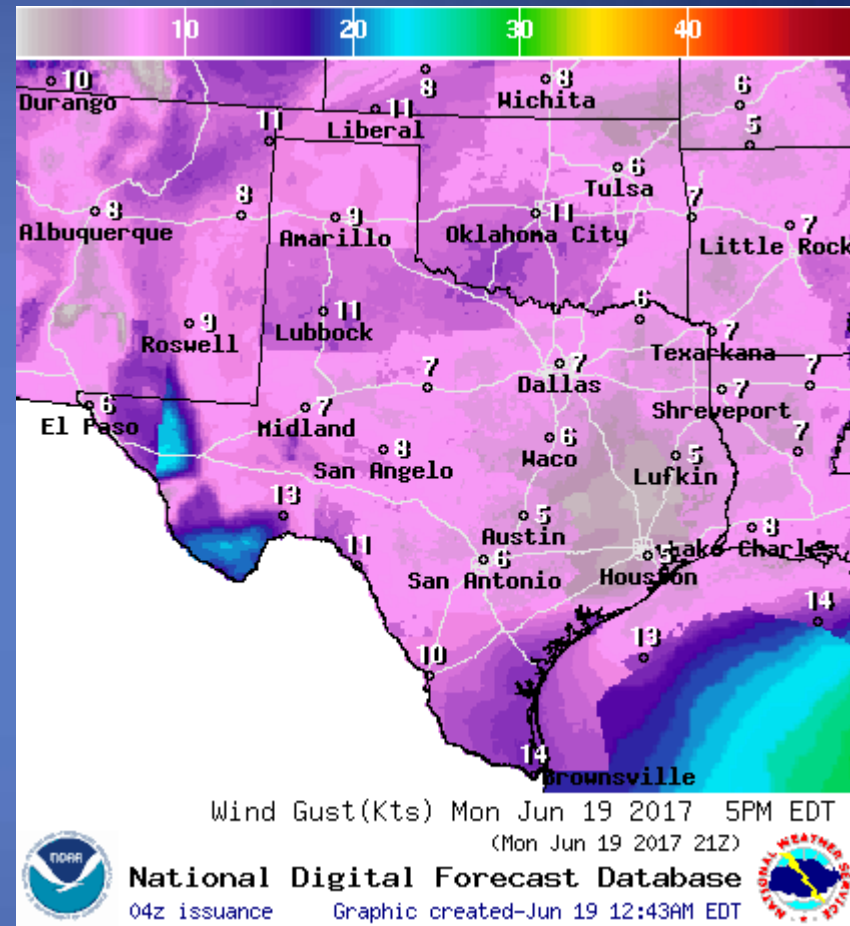 10 20 30 40
10 8 8 6
Durango Wichita
11 11 5
Liberal
6
Tulsa
8 8 9 11 7 7
Albuquerque Amarillo Oklahoma City Little Rock
9 11 6 7
Roswell Lubbock Texarkana
7 7 7 7
Dallas Shreveport
6 7 6 7
El Paso Midland Waco
8 5
San Angelo Lufkin
13 5 8
Austin Lake Charles
11 6 5
San Antonio Houston
14
13
10
14
Brownsville
Wind Gust(Kts) Mon Jun 19 2017 5PM EDT
(Mon Jun 19 2017 21Z)
National Digital Forecast Database
04z issuance Graphic created-Jun 19 12:43AM EDT
NOAA
NATIONAL WEATHER SERVICE